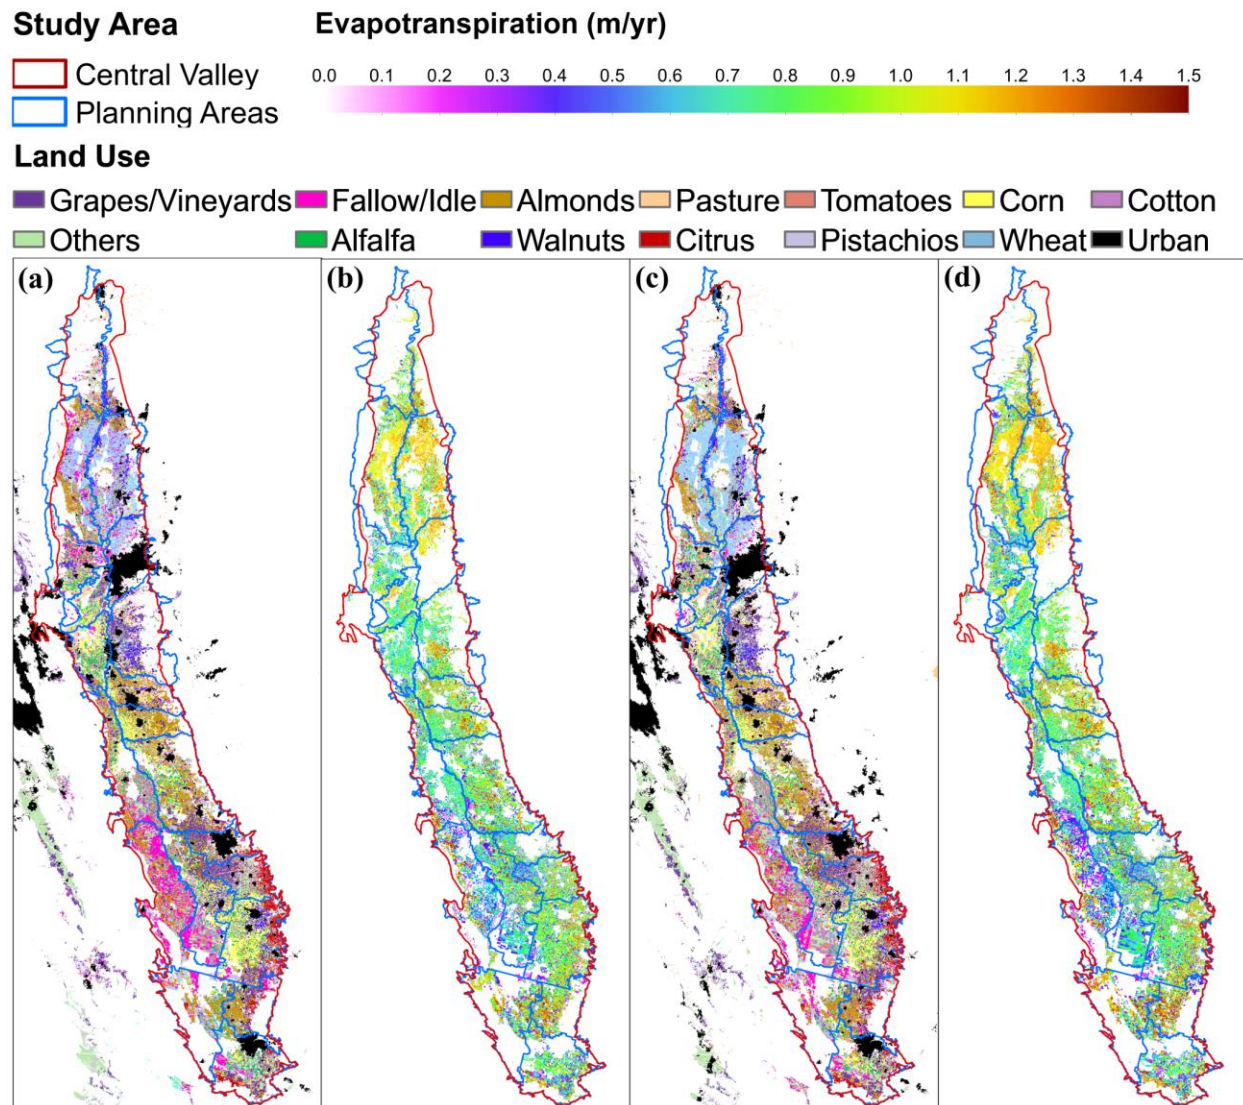 Study Area
Evapotranspiration (m/yr)
Central Valley
Planning Areas
0.0 0.1 0.2 0.3 0.4 0.5 0.6 0.7 0.8 0.9 1.0 1.1 1.2 1.3 1.4 1.5
Land Use
Grapes/Vineyards Fallow/Idle Almonds Pasture Tomatoes Corn Cotton
Others Alfalfa Walnuts Citrus Pistachios Wheat Urban
(a) (b) (c) (d)